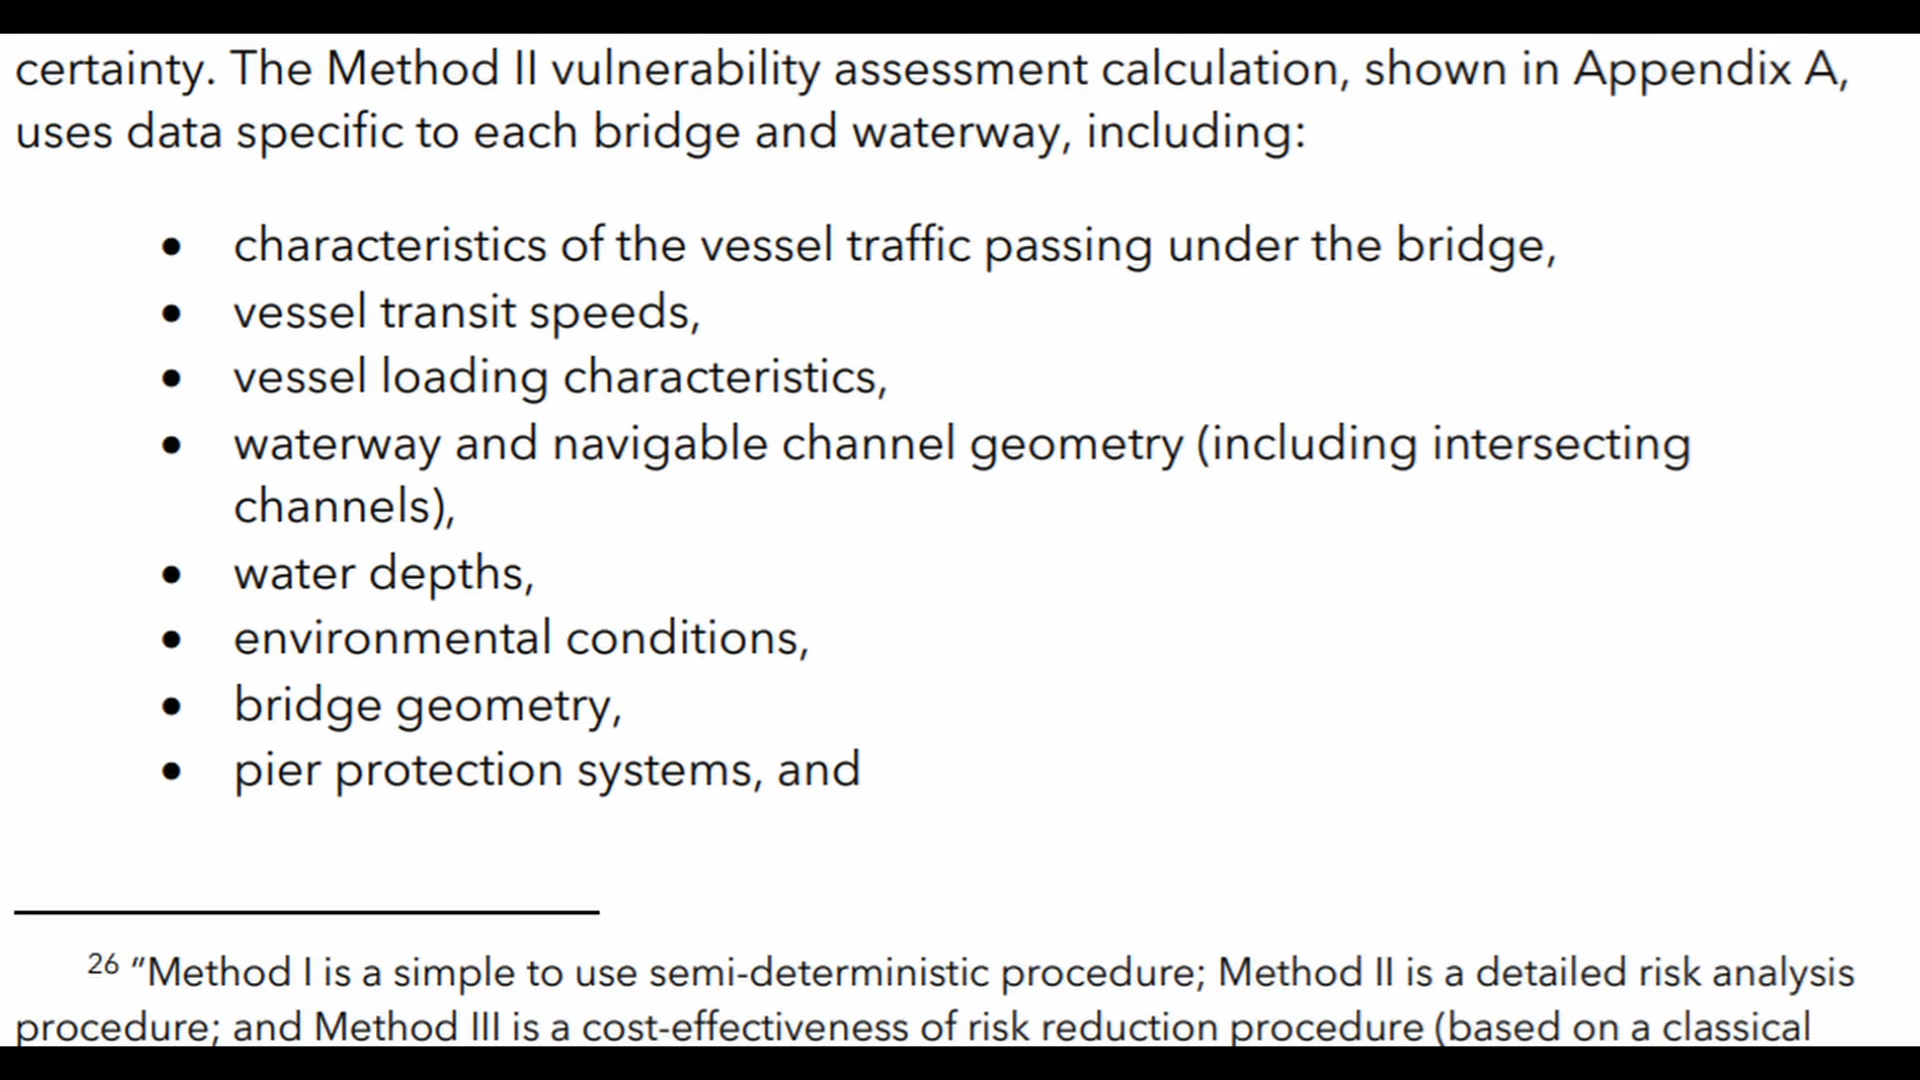 certainty. The Method II vulnerability assessment calculation, shown in Appendix A,
uses data specific to each bridge and waterway, including:
• characteristics of the vessel traffic passing under the bridge,
• vessel transit speeds,
• vessel loading characteristics,
• waterway and navigable channel geometry (including intersecting
channels),
• water depths,
• environmental conditions,
• bridge geometry,
• pier protection systems, and
26 “Method I is a simple to use semi-deterministic procedure; Method II is a detailed risk analysis
procedure; and Method III is a cost-effectiveness of risk reduction procedure (based on a classical